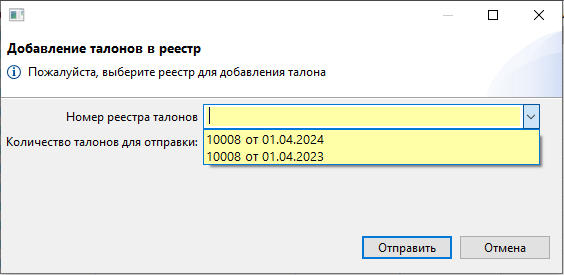 Добавление талонов в реестр
Пожалуйста, выберите реестр для добавления талона
Номер реестра талонов
Количество талонов для отправки:
10008 от 01.04.2024
10008 от 01.04.2023
Отправить
Отмена